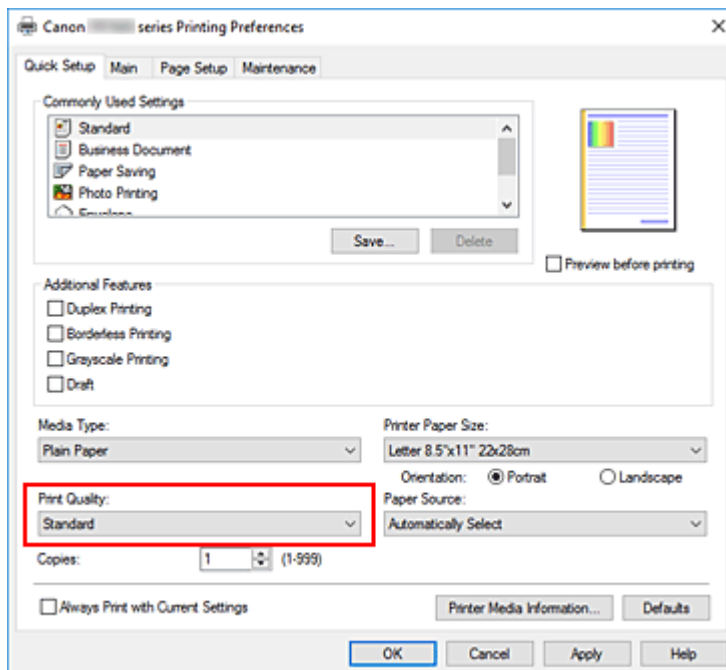 Canon series Printing Preferences
Quick Setup Main Page Setup Maintenance
Commonly Used Settings
Standard
Business Document
Paper Saving
Photo Printing
Envelope
Save... Delete
Preview before printing
Additional Features
Duplex Printing
Borderless Printing
Grayscale Printing
Draft
Media Type: Printer Paper Size:
Plain Paper Letter 8.5"x11" 22x28cm
Orientation: Portrait Landscape
Print Quality: Paper Source:
Standard Automatically Select
Copies: 1 (1-999)
Always Print with Current Settings Printer Media Information... Defaults
OK Cancel Apply Help